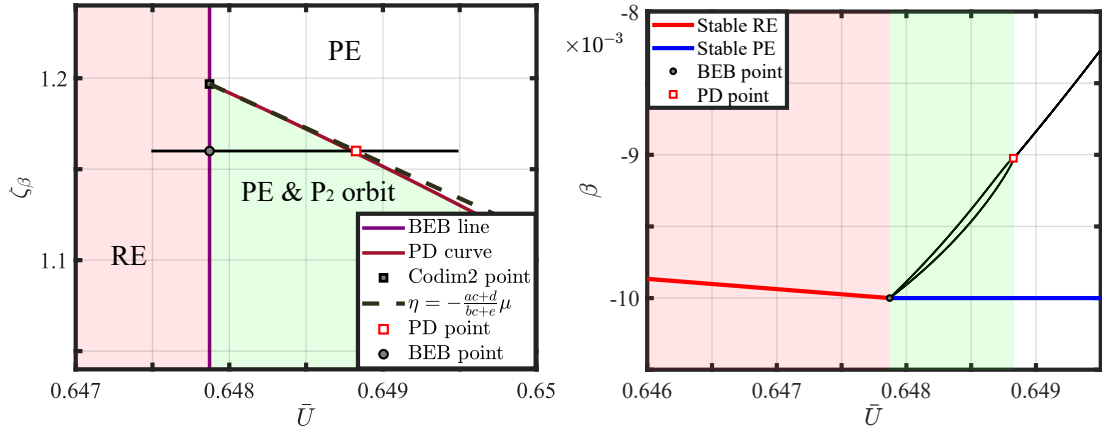 1.2
1.1
ζβ
PE
PE & P₂ orbit
RE
BEB line
PD curve
Codim2 point
η = −(ac+d)/(bc+e) μ
PD point
BEB point
0.647
0.648
0.649
0.65
Ū
-8
×10⁻³
-9
-10
β
Stable RE
Stable PE
BEB point
PD point
0.646
0.647
0.648
0.649
Ū